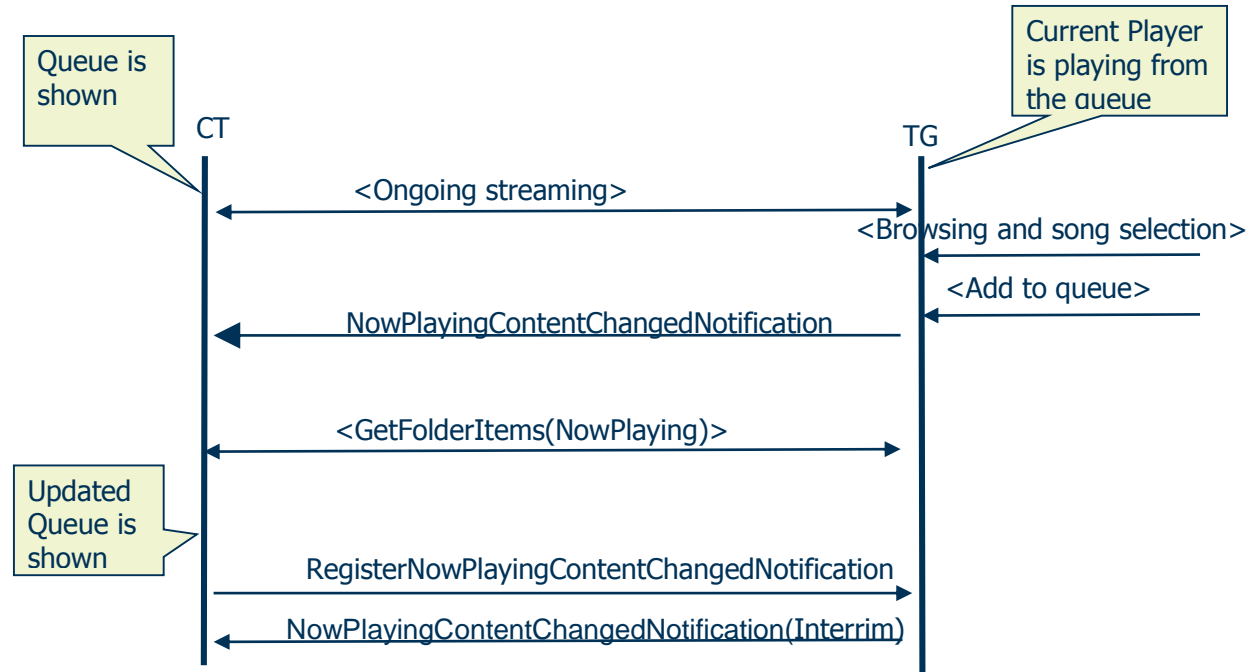 Queue is
shown
Current Player
is playing from
the queue
CT
TG
<Ongoing streaming>
<Browsing and song selection>
<Add to queue>
NowPlayingContentChangedNotification
<GetFolderItems(NowPlaying)>
Updated
Queue is
shown
RegisterNowPlayingContentChangedNotification
NowPlayingContentChangedNotification(Interrim)